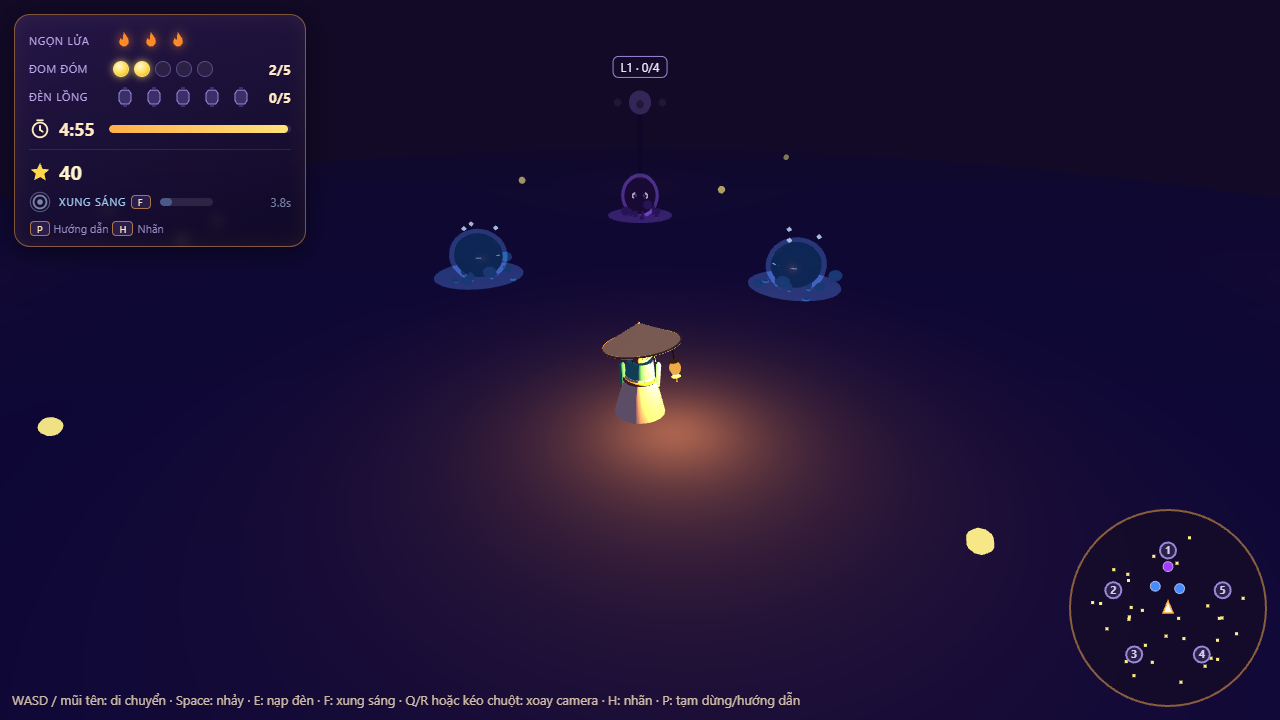 NGỌN LỬA
ĐOM ĐÓM 2/5
ĐÈN LỒNG 0/5
4:55
40
XUNG SÁNG F 3.8s
P Hướng dẫn H Nhãn
L1 · 0/4
1
2
5
3
4
WASD / mũi tên: di chuyển · Space: nhảy · E: nạp đèn · F: xung sáng · Q/R hoặc kéo chuột: xoay camera · H: nhãn · P: tạm dừng/hướng dẫn